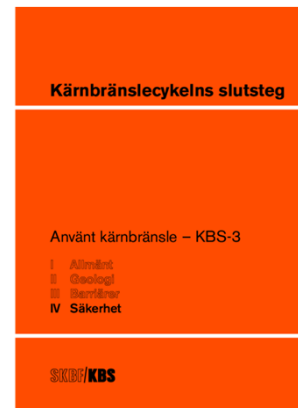 Kärnbränslecykelns slutsteg
Använt kärnbränsle – KBS-3
I Allmänt
II Geologi
III Barriärer
IV Säkerhet
SKBF/KBS